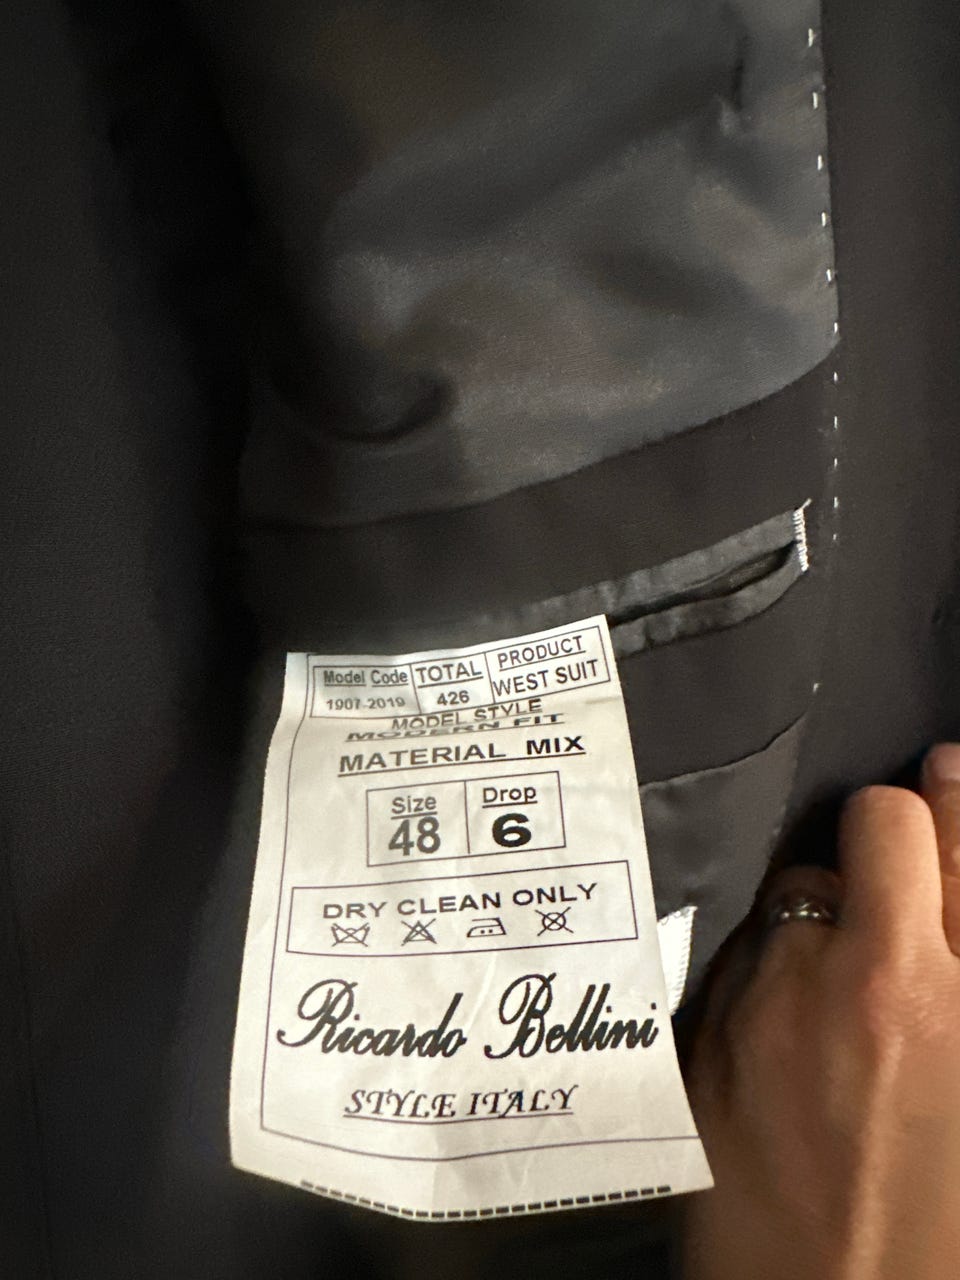 Model Code TOTAL PRODUCT
1907-2019 426 WEST SUIT
MODEL STYLE
MODERN FIT
MATERIAL MIX
Size Drop
48 6
DRY CLEAN ONLY
Ricardo Bellini
STYLE ITALY